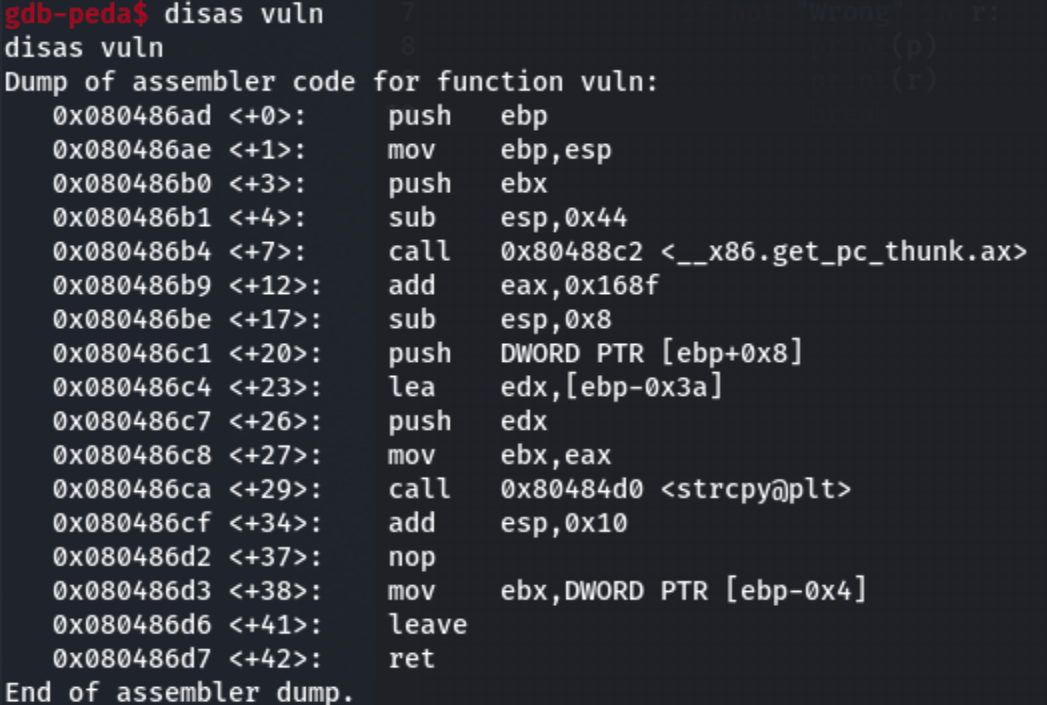 gdb-peda$ disas vuln
disas vuln
Dump of assembler code for function vuln:
0x080486ad <+0>: push ebp
0x080486ae <+1>: mov ebp,esp
0x080486b0 <+3>: push ebx
0x080486b1 <+4>: sub esp,0x44
0x080486b4 <+7>: call 0x80488c2 <__x86.get_pc_thunk.ax>
0x080486b9 <+12>: add eax,0x168f
0x080486be <+17>: sub esp,0x8
0x080486c1 <+20>: push DWORD PTR [ebp+0x8]
0x080486c4 <+23>: lea edx,[ebp-0x3a]
0x080486c7 <+26>: push edx
0x080486c8 <+27>: mov ebx,eax
0x080486ca <+29>: call 0x80484d0 <strcpy@plt>
0x080486cf <+34>: add esp,0x10
0x080486d2 <+37>: nop
0x080486d3 <+38>: mov ebx,DWORD PTR [ebp-0x4]
0x080486d6 <+41>: leave
0x080486d7 <+42>: ret
End of assembler dump.
7
"Wrong" r:
8
(p)
(r)